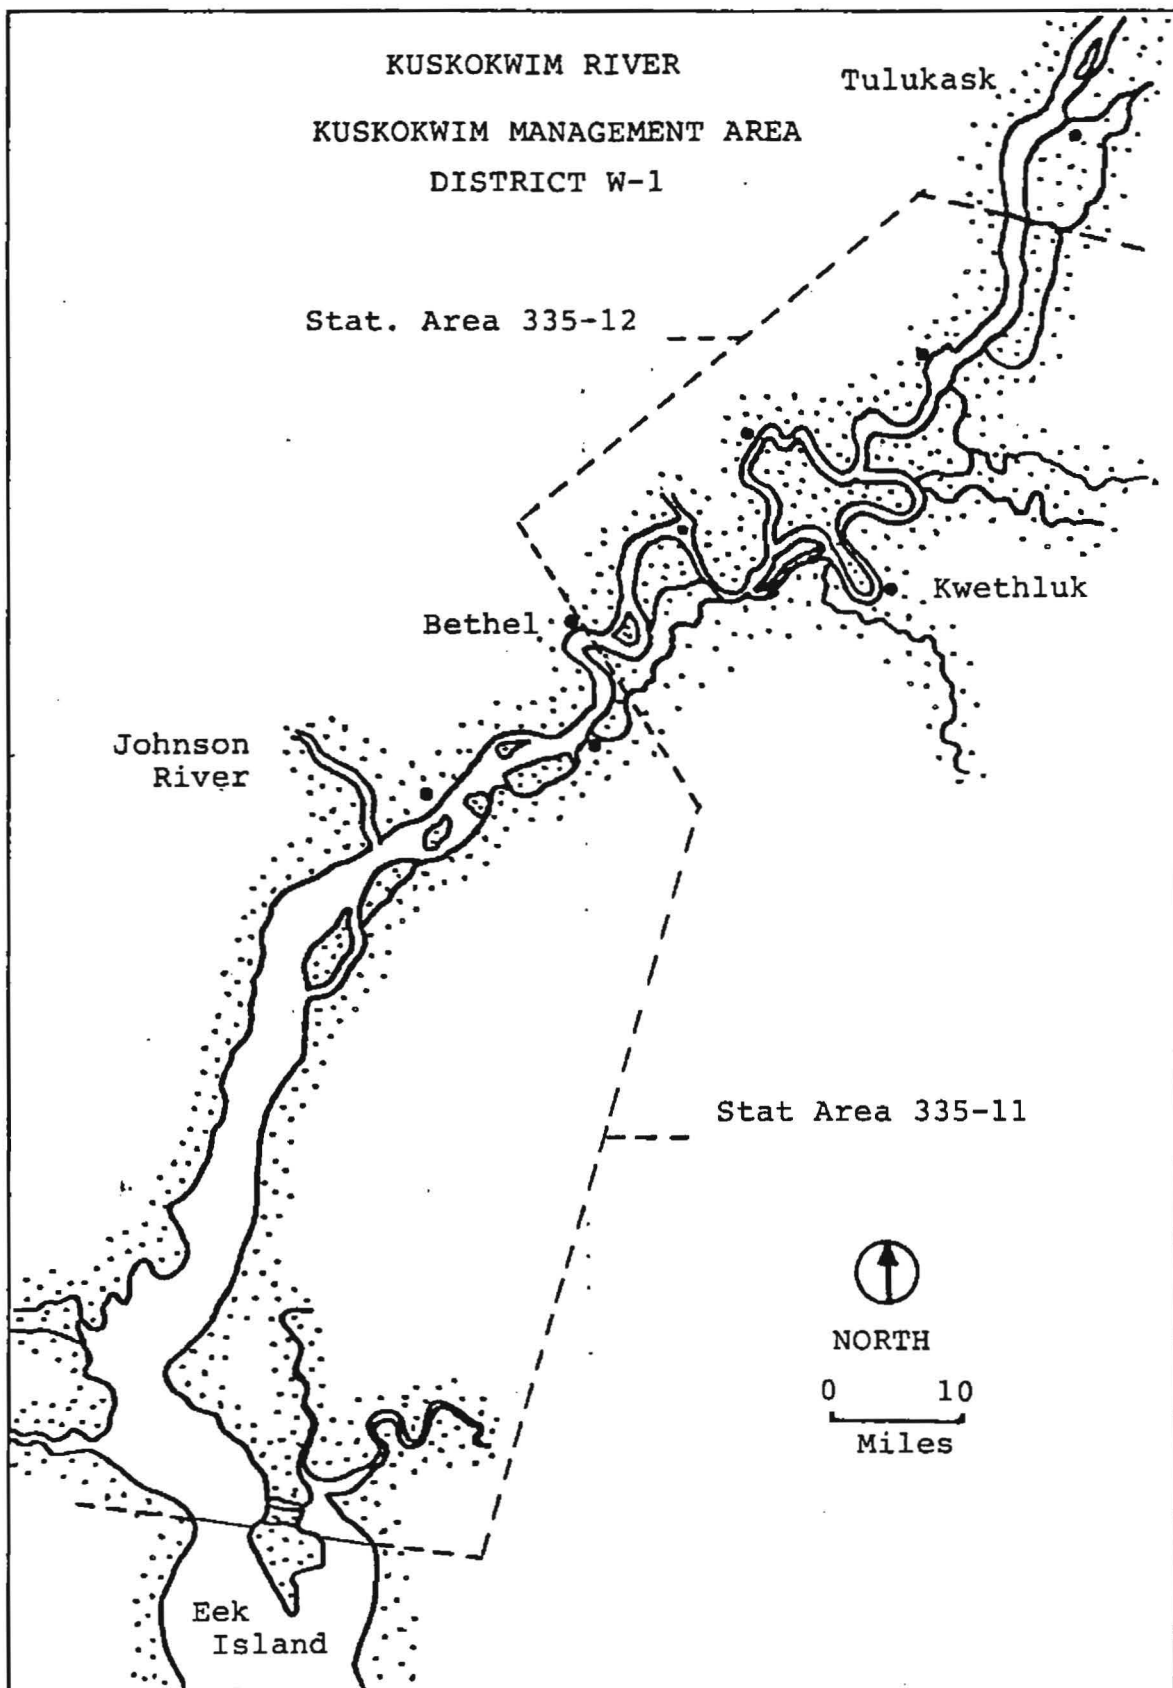 KUSKOKWIM RIVER
KUSKOKWIM MANAGEMENT AREA
DISTRICT W-1
Tulukask
Stat. Area 335-12
Kwethluk
Bethel
Johnson
River
Stat Area 335-11
NORTH
0 10
Miles
Eek
Island